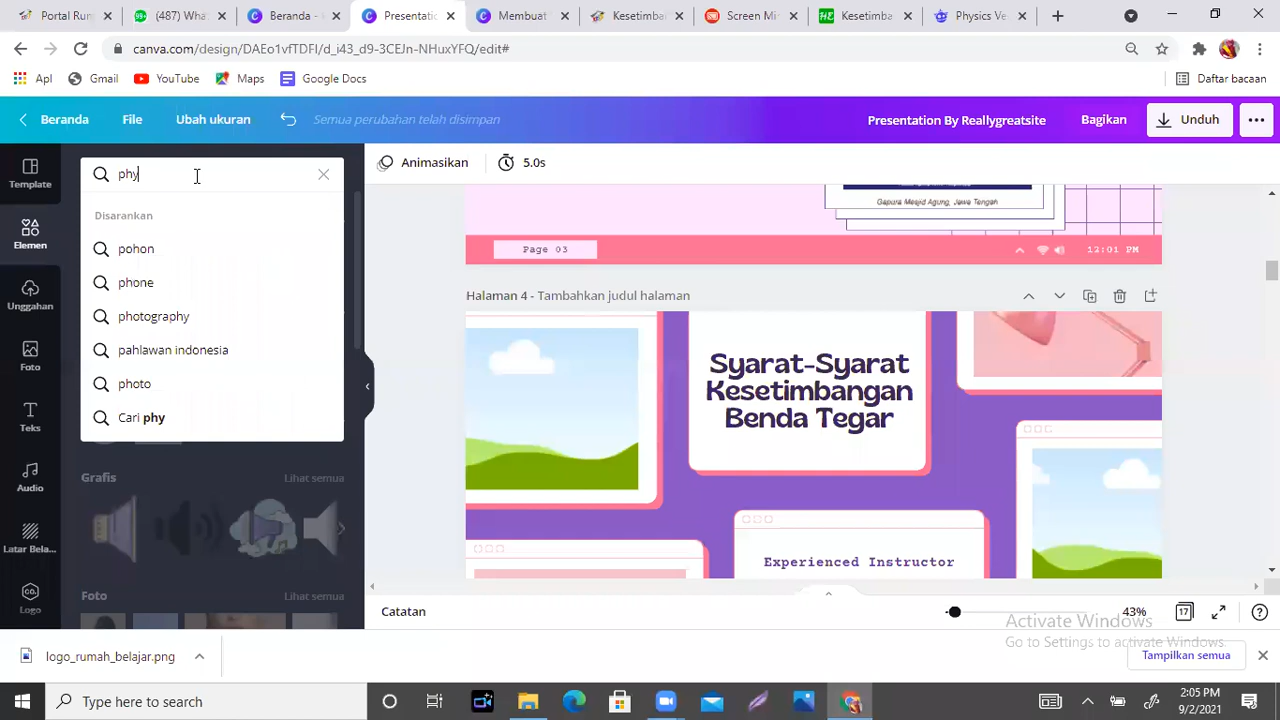 Portal Rum
(487) Wha
Beranda -
Presentatic
Membuat
Kesetimba
Screen Mi
Kesetimba
Physics Ve
canva.com/design/DAEo1vfTDFI/d_i43_d9-3CEJn-NHuxYFQ/edit#
Apl
Gmail
YouTube
Maps
Google Docs
Daftar bacaan
Beranda
File
Ubah ukuran
Semua perubahan telah disimpan
Presentation By Reallygreatsite
Bagikan
Unduh
Template
Elemen
Unggahan
Foto
Teks
Audio
Latar Bela...
Logo
phy
Disarankan
pohon
phone
photography
pahlawan indonesia
photo
Cari phy
Grafis
Lihat semua
Foto
Lihat semua
Animasikan
5.0s
Gapura Mesjid Agung, Jawa Tengah
Page 03
12:01 PM
Halaman 4 - Tambahkan judul halaman
Syarat-Syarat
Kesetimbangan
Benda Tegar
Experienced Instructor
Catatan
43%
17
Activate Windows
Go to Settings to activate Windows.
logo_rumah_belajar.png
Tampilkan semua
Type here to search
2:05 PM
9/2/2021